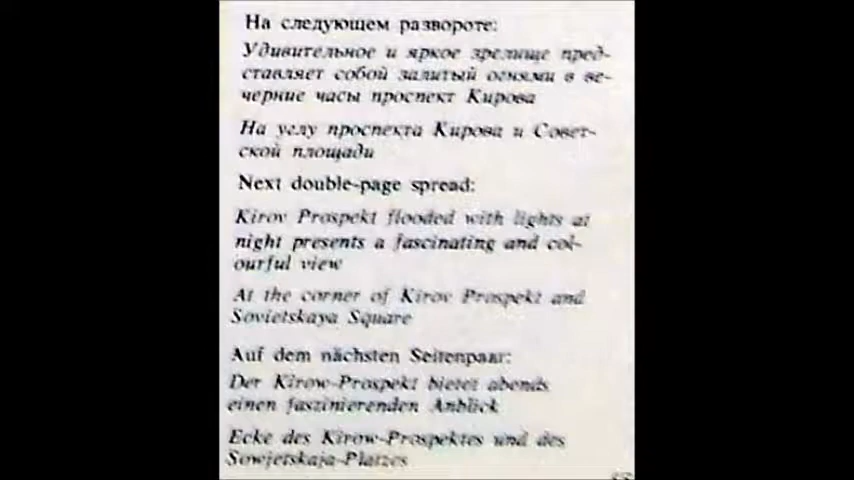 На следующем развороте:
Удивительное и яркое зрелище пред-
ставляет собой залитый огнями в ве-
черние часы проспект Кирова
На углу проспекта Кирова и Совет-
ской площади
Next double-page spread:
Kirov Prospekt flooded with lights at
night presents a fascinating and col-
ourful view
At the corner of Kirov Prospekt and
Sovietskaya Square
Auf dem nächsten Seitenpaar:
Der Kirow-Prospekt bietet abends
einen faszinierenden Anblick
Ecke des Kirow-Prospektes und des
Sowjetskaja-Platzes